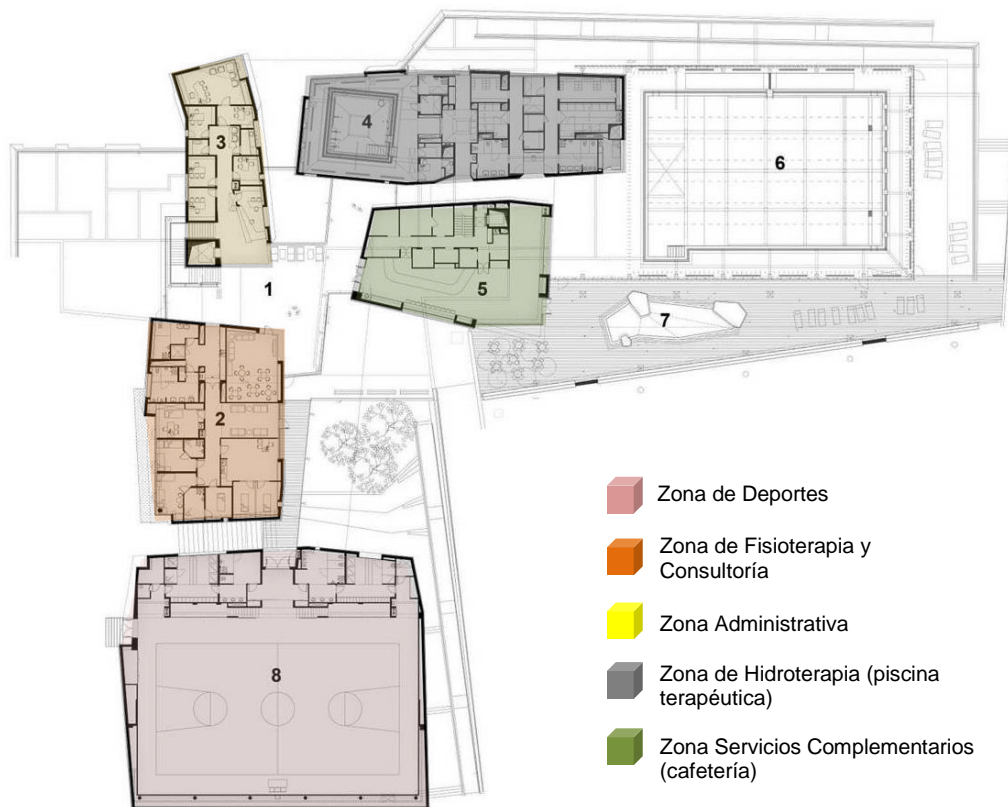 3
4
6
5
1
7
2
8
Zona de Deportes
Zona de Fisioterapia y
Consultoría
Zona Administrativa
Zona de Hidroterapia (piscina
terapéutica)
Zona Servicios Complementarios
(cafetería)